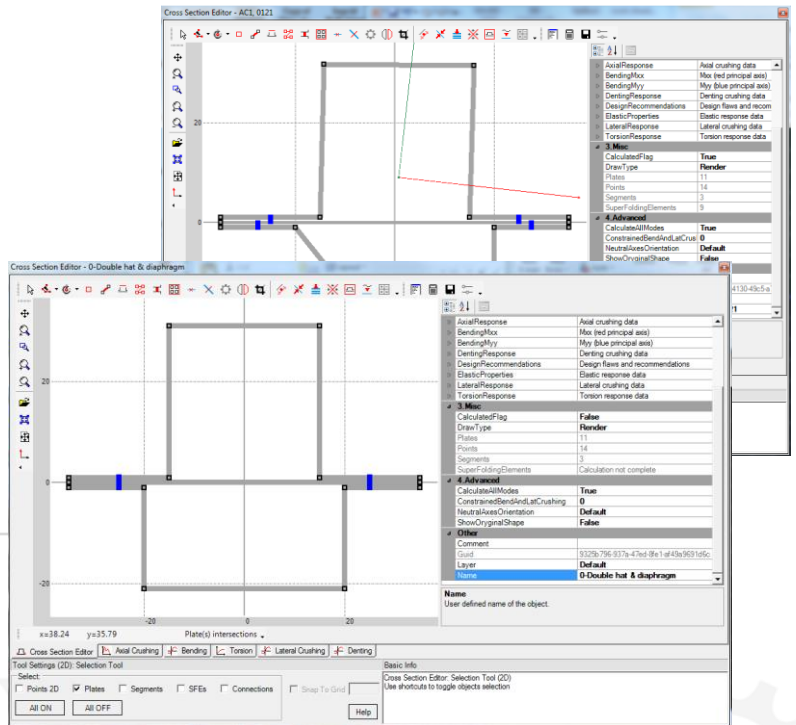 Cross Section Editor - AC1, 0121
AxialResponse Axial crushing data
BendingMxx Mxx (red principal axis)
BendingMyy Myy (blue principal axis)
DentingResponse Denting crushing data
DesignRecommendations Design flaws and recom
ElasticProperties Elastic response data
LateralResponse Lateral crushing data
TorsionResponse Torsion response data
3.Misc
CalculatedFlag True
DrawType Render
Plates 11
Points 14
Segments 3
SuperFoldingElements 9
4.Advanced
CalculateAllModes True
ConstrainedBendAndLatCrus 0
NeutralAxesOrientation Default
ShowOryginalShape False
20
0
Cross Section Editor - 0-Double hat & diaphragm
AxialResponse Axial crushing data
BendingMxx Mxx (red principal axis)
BendingMyy Myy (blue principal axis)
DentingResponse Denting crushing data
DesignRecommendations Design flaws and recommendations
ElasticProperties Elastic response data
LateralResponse Lateral crushing data
TorsionResponse Torsion response data
3.Misc
CalculatedFlag False
DrawType Render
Plates 11
Points 14
Segments 3
SuperFoldingElements Calculation not complete
4.Advanced
CalculateAllModes True
ConstrainedBendAndLatCrushing 0
NeutralAxesOrientation Default
ShowOryginalShape False
Other
Comment
Guid 9325b796-937a-47ed-8fe1-af49a9691d6c
Layer Default
Name 0-Double hat & diaphragm
Name
User defined name of the object.
20
0
-20
-20 0 20
x=38.24 y=35.79 Plate(s) intersections
Cross Section Editor Axial Crushing Bending Torsion Lateral Crushing Denting
Tool Settings (2D): Selection Tool
Basic Info
Select:
Points 2D Plates Segments SFEs Connections Snap To Grid
All ON All OFF Help
Cross Section Editor: Selection Tool (2D)
Use shortcuts to toggle objects selection